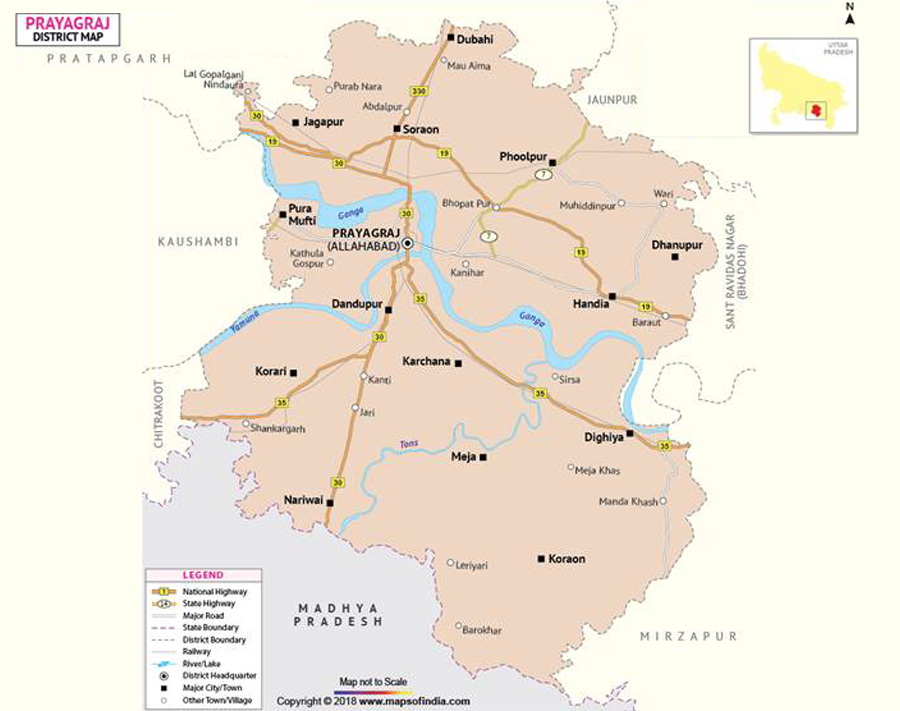 PRAYAGRAJ
DISTRICT MAP
N
UTTAR
PRADESH
PRATAPGARH
Dubahi
Mau Aima
Lal Gopalganj
Nindaura
Purab Nara
330
Abdalpur
JAUNPUR
30
Jagapur
Soraon
19
30
19
Phoolpur
7
Wari
Bhopat Pur
Muhiddinpur
Pura
Mufti
Ganga
30
PRAYAGRAJ
(ALLAHABAD)
7
KAUSHAMBI
Kathula
Gospur
Kanihar
19
Dhanupur
SANT RAVIDAS NAGAR
(BHADOHI)
Dandupur
35
Handia
19
Baraut
Yamuna
Ganga
30
Korari
Karchana
Kanti
Sirsa
CHITRAKOOT
35
Jari
35
Shankargarh
Tons
Dighiya
35
Meja
Meja Khas
30
Nariwai
Manda Khash
Koraon
Leriyari
MADHYA
PRADESH
Barokhar
MIRZAPUR
LEGEND
1 National Highway
14 State Highway
Major Road
State Boundary
District Boundary
Railway
River/Lake
District Headquarter
Major City/Town
Other Town/Village
Map not to Scale
Copyright © 2018 www.mapsofindia.com